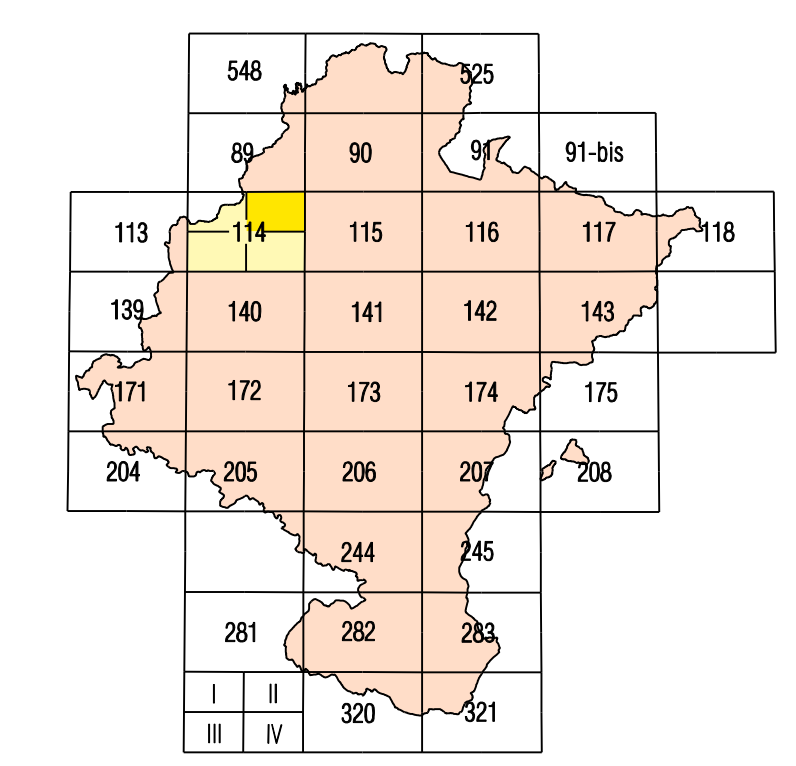 548 525
89 90 91 91-bis
113 114 115 116 117 118
139 140 141 142 143
171 172 173 174 175
204 205 206 207 208
244 245
281 282 283
I II
III IV 320 321